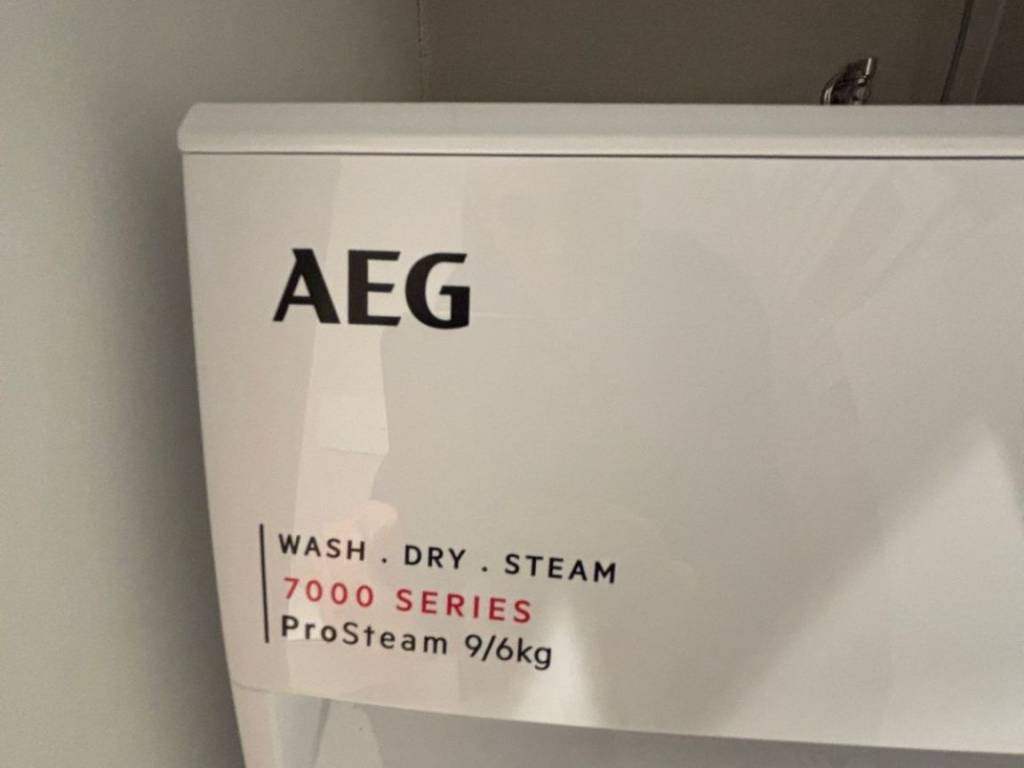 AEG
WASH . DRY . STEAM
7000 SERIES
ProSteam 9/6kg